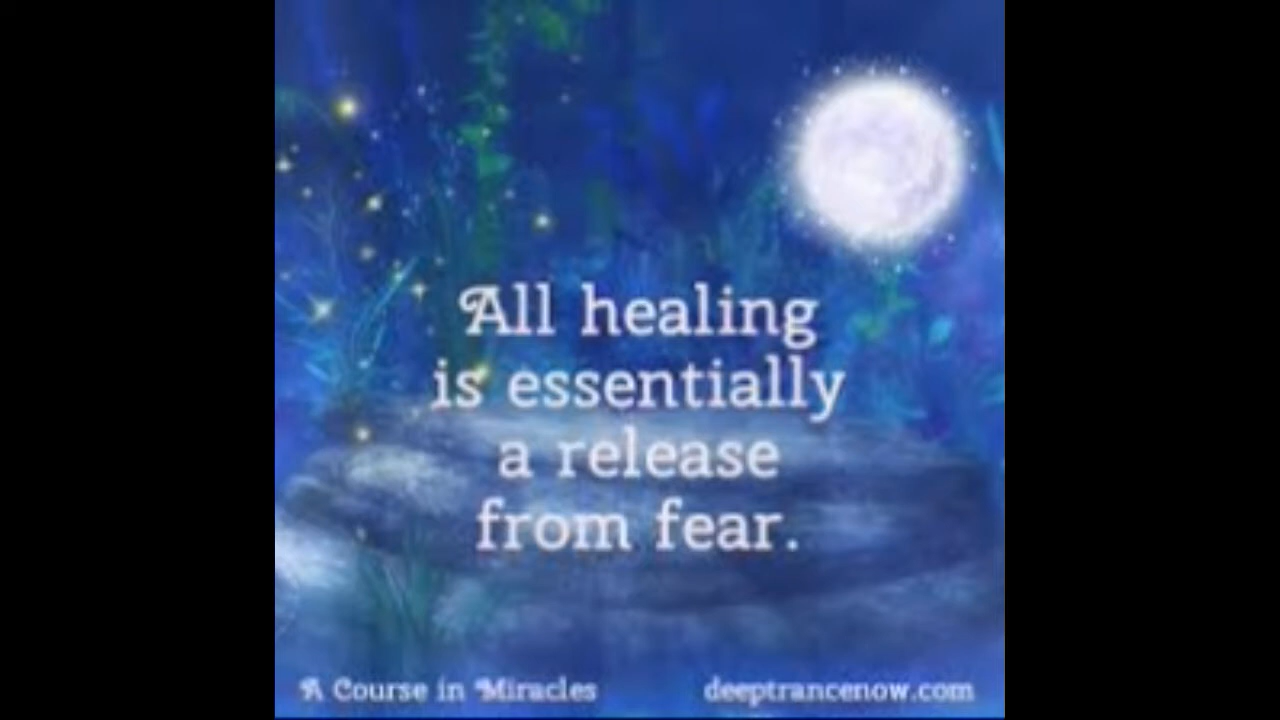 All healing
is essentially
a release
from fear.
A Course in Miracles
deeptrancenow.com